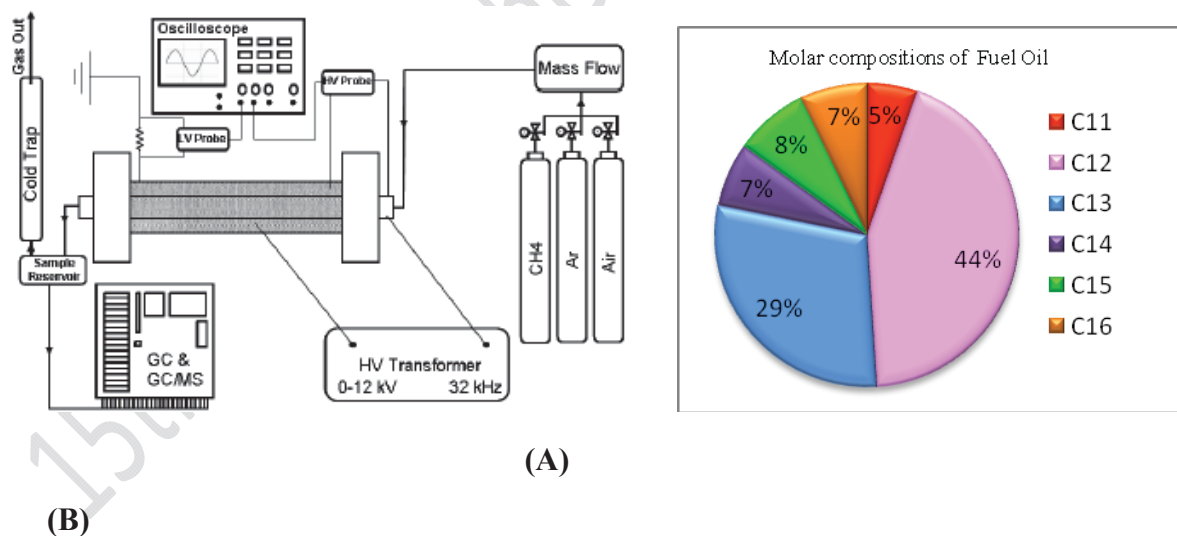 Gas Out
Cold Trap
Sample
Reservoir
Oscilloscope
LV Probe
HV Probe
Mass Flow
CH4
Ar
Air
GC &
GC/MS
HV Transformer
0-12 kV 32 kHz
Molar compositions of Fuel Oil
5%
44%
29%
7%
8%
7%
C11
C12
C13
C14
C15
C16
(A)
(B)
15th